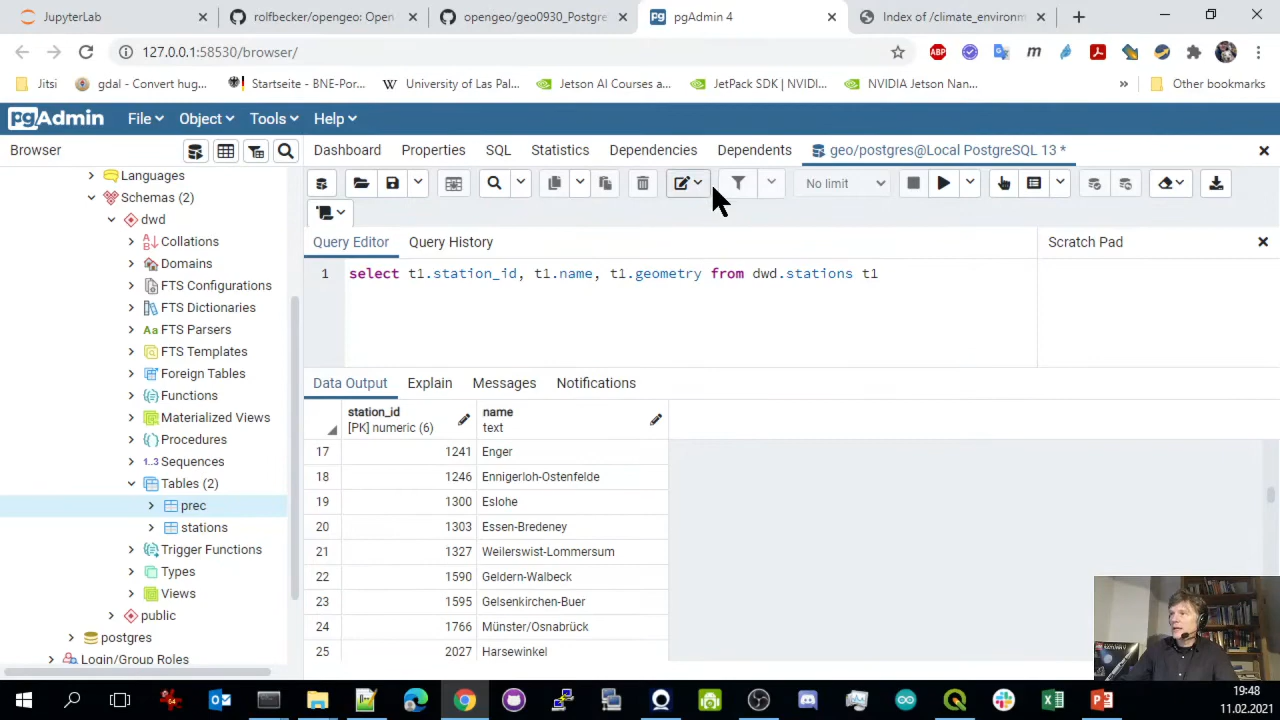 JupyterLab
rolfbecker/opengeo: Open
opengeo/geo0930_Postgre
pgAdmin 4
Index of /climate_environm
127.0.0.1:58530/browser/
Jitsi
gdal - Convert hug...
Startseite - BNE-Por...
University of Las Pal...
Jetson AI Courses a...
JetPack SDK | NVIDI...
NVIDIA Jetson Nan...
»
Other bookmarks
pgAdmin
File
Object
Tools
Help
Browser
Dashboard
Properties
SQL
Statistics
Dependencies
Dependents
geo/postgres@Local PostgreSQL 13 *
Languages
Schemas (2)
dwd
Collations
Domains
FTS Configurations
FTS Dictionaries
FTS Parsers
FTS Templates
Foreign Tables
Functions
Materialized Views
Procedures
1..3 Sequences
Tables (2)
prec
stations
Trigger Functions
Types
Views
public
postgres
Login/Group Roles
No limit
Query Editor
Query History
Scratch Pad
1 select t1.station_id, t1.name, t1.geometry from dwd.stations t1
Data Output
Explain
Messages
Notifications
station_id
[PK] numeric (6)
name
text
17 1241 Enger
18 1246 Ennigerloh-Ostenfelde
19 1300 Eslohe
20 1303 Essen-Bredeney
21 1327 Weilerswist-Lommersum
22 1590 Geldern-Walbeck
23 1595 Gelsenkirchen-Buer
24 1766 Münster/Osnabrück
25 2027 Harsewinkel
19:48
11.02.2021